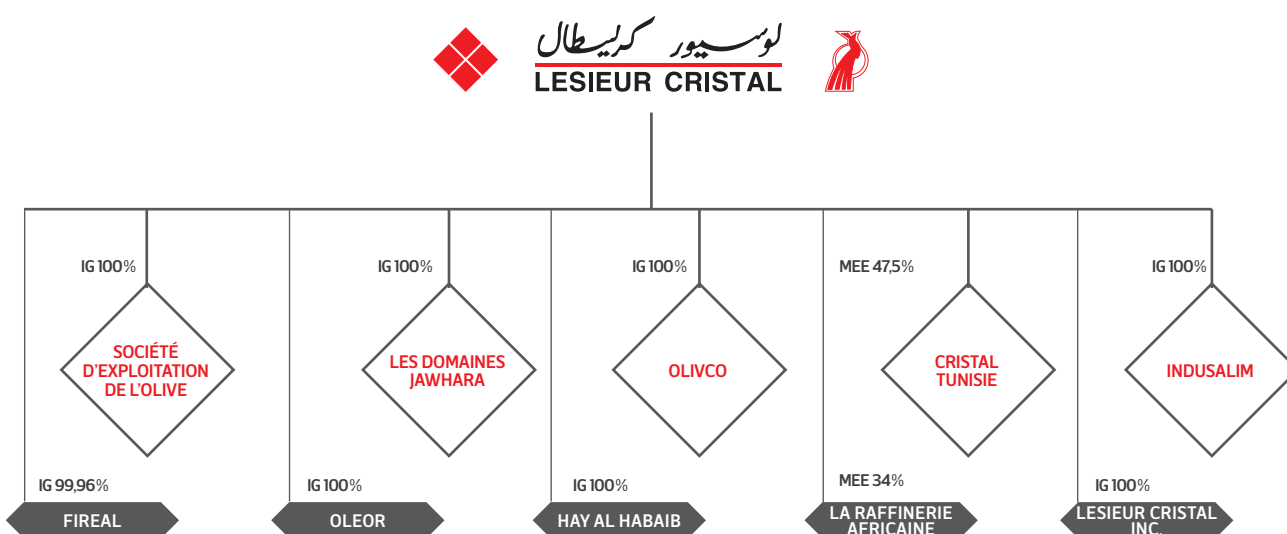 لوسيور كريسطال
LESIEUR CRISTAL
IG 100%
IG 100%
IG 100%
MEE 47,5%
IG 100%
SOCIÉTÉ
D'EXPLOITATION
DE L'OLIVE
LES DOMAINES
JAWHARA
OLIVCO
CRISTAL
TUNISIE
INDUSALIM
IG 99,96%
IG 100%
IG 100%
MEE 34%
IG 100%
FIREAL
OLEOR
HAY AL HABAIB
LA RAFFINERIE
AFRICAINE
LESIEUR CRISTAL
INC.